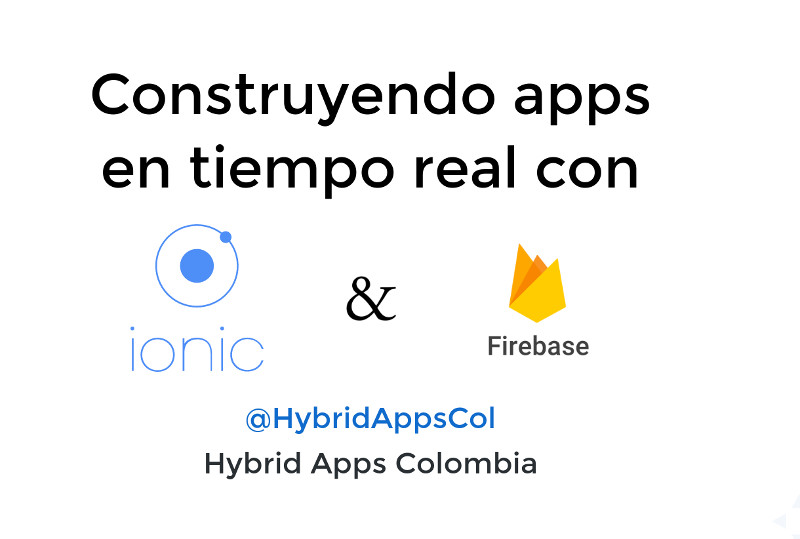 Construyendo apps
en tiempo real con
ionic & Firebase
@HybridAppsCol
Hybrid Apps Colombia